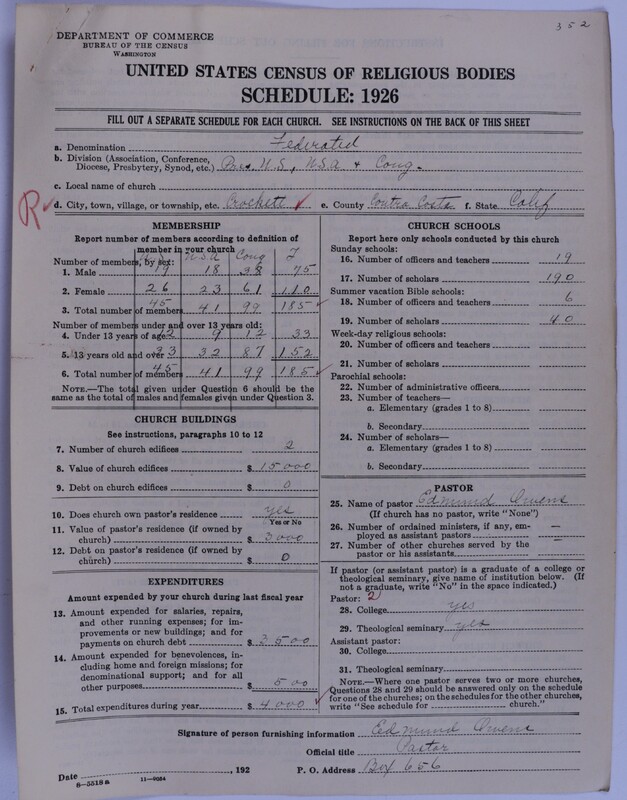 352
DEPARTMENT OF COMMERCE
BUREAU OF THE CENSUS
WASHINGTON
UNITED STATES CENSUS OF RELIGIOUS BODIES
SCHEDULE: 1926
FILL OUT A SEPARATE SCHEDULE FOR EACH CHURCH. SEE INSTRUCTIONS ON THE BACK OF THIS SHEET
a. Denomination Federated
b. Division (Association, Conference, Diocese, Presbytery, Synod, etc.) U.S., U.S.A + Cong.
c. Local name of church
R
d. City, town, village, or township, etc. Crockett e. County Contra Costa f. State Calif
MEMBERSHIP
Report number of members according to definition of member in your church
U.S.A Cong T
Number of members, by sex:
1. Male 19 18 38 75
2. Female 26 23 61 110
3. Total number of members 45 41 99 185
Number of members under and over 13 years old:
4. Under 13 years of age 12 9 12 33
5. 13 years old and over 33 32 87 152
6. Total number of members 45 41 99 185
NOTE.—The total given under Question 6 should be same as the total of males and females given under Question 3.
CHURCH BUILDINGS
See instructions, paragraphs 10 to 12
7. Number of church edifices 2
8. Value of church edifices $ 15000
9. Debt on church edifices $ 0
10. Does church own pastor's residence yes
Yes or No
11. Value of pastor's residence (if owned by church) $ 3000
12. Debt on pastor's residence (if owned by church) $ 0
EXPENDITURES
Amount expended by your church during last fiscal year
13. Amount expended for salaries, repairs, and other running expenses; for improvements or new buildings; and for payments on church debt $ 3500
14. Amount expended for benevolences, including home and foreign missions; for denominational support; and for all other purposes $ 500
15. Total expenditures during year $ 4000
CHURCH SCHOOLS
Report here only schools conducted by this church
Sunday schools:
16. Number of officers and teachers 19
17. Number of scholars 190
Summer vacation Bible schools:
18. Number of officers and teachers 6
19. Number of scholars 40
Week-day religious schools:
20. Number of officers and teachers
21. Number of scholars
Parochial schools:
22. Number of administrative officers
23. Number of teachers—
a. Elementary (grades 1 to 8)
b. Secondary
24. Number of scholars—
a. Elementary (grades 1 to 8)
b. Secondary
PASTOR
25. Name of pastor Edmund Owens
(If church has no pastor, write "None")
26. Number of ordained ministers, if any, employed as assistant pastors —
27. Number of other churches served by the pastor or his assistants —
If pastor (or assistant pastor) is a graduate of a college or theological seminary, give name of institution below. (If not a graduate, write "No" in the space indicated.)
Pastor: 2
28. College yes
29. Theological seminary yes
Assistant pastor:
30. College
31. Theological seminary
NOTE.—Where one pastor serves two or more churches, Questions 28 and 29 should be answered only on the schedule for one of the churches; on the schedules for the other churches, write "See schedule for ____ church."
Signature of person furnishing information Edmund Owens
Official title Pastor
Date , 192 P. O. Address Box 656
8—5518 a 11—9264